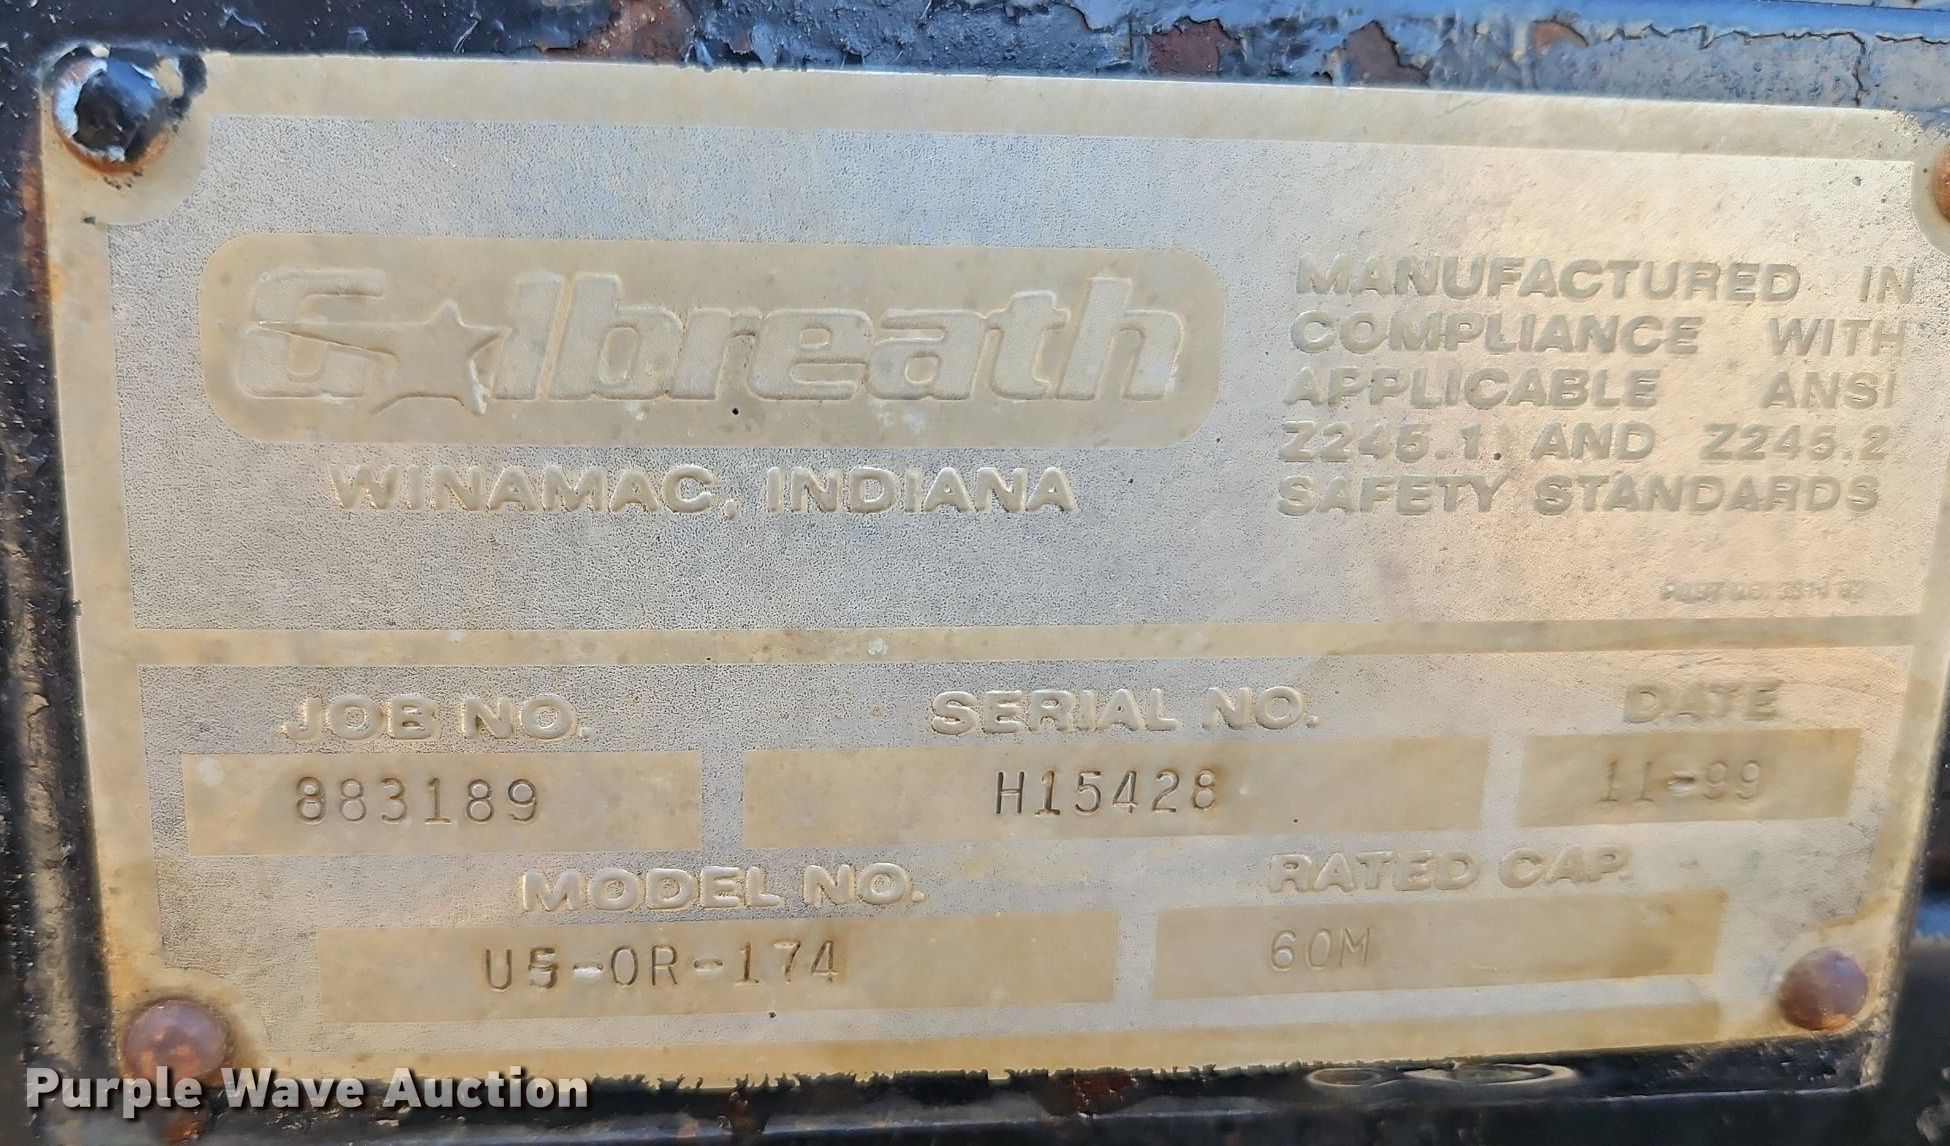 Galbreath
WINAMAC, INDIANA
MANUFACTURED IN
COMPLIANCE WITH
APPLICABLE ANSI
Z245.1. AND Z245.2
SAFETY STANDARDS
JOB NO.
883189
SERIAL NO.
H15428
DATE
11-99
MODEL NO.
U5-OR-174
RATED CAP.
60M
Purple Wave Auction